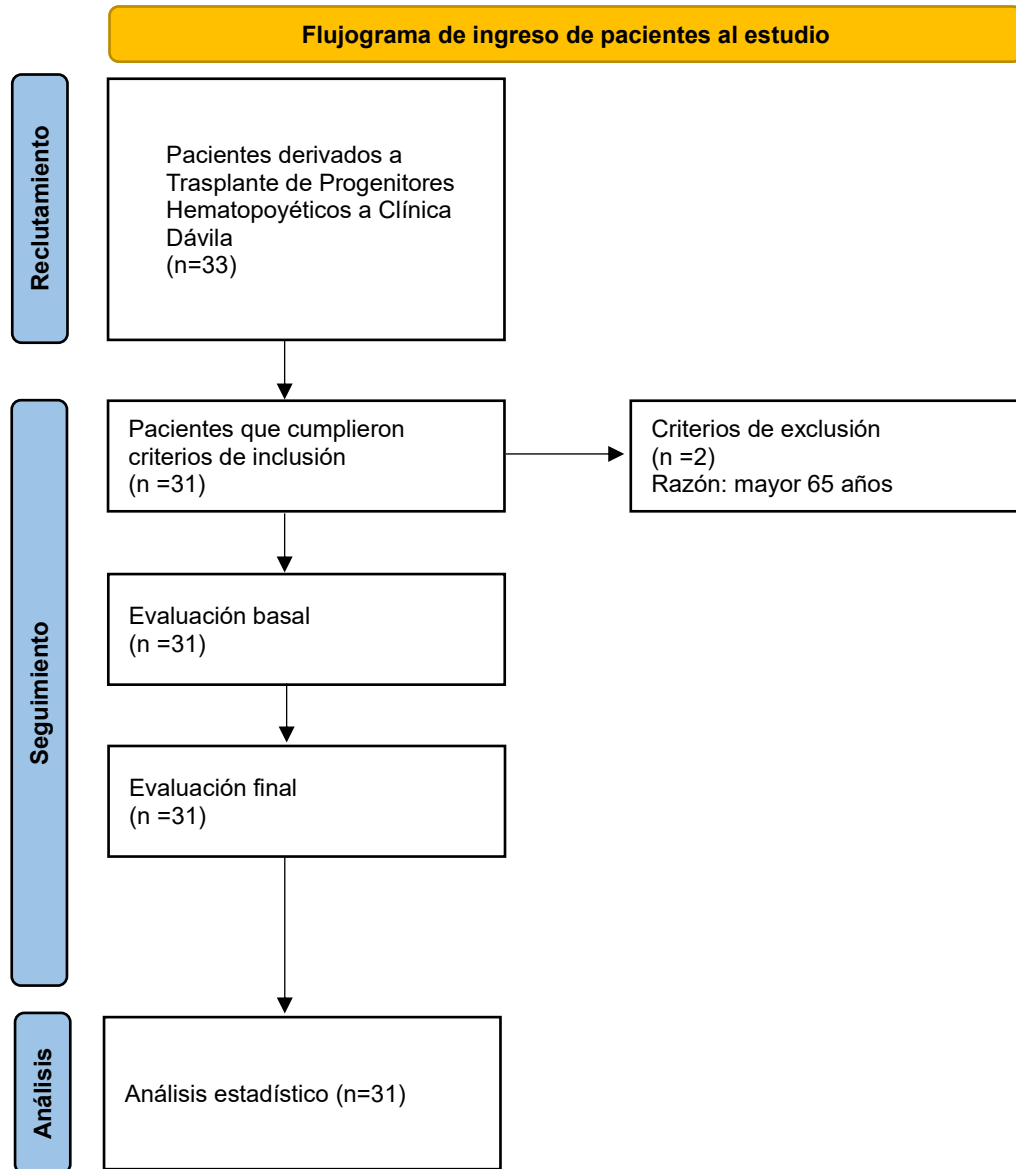 Flujograma de ingreso de pacientes al estudio
Reclutamiento
Pacientes derivados a
Trasplante de Progenitores
Hematopoyéticos a Clínica
Dávila
(n=33)
Seguimiento
Pacientes que cumplieron
criterios de inclusión
(n =31)
Criterios de exclusión
(n =2)
Razón: mayor 65 años
Evaluación basal
(n =31)
Evaluación final
(n =31)
Análisis
Análisis estadístico (n=31)